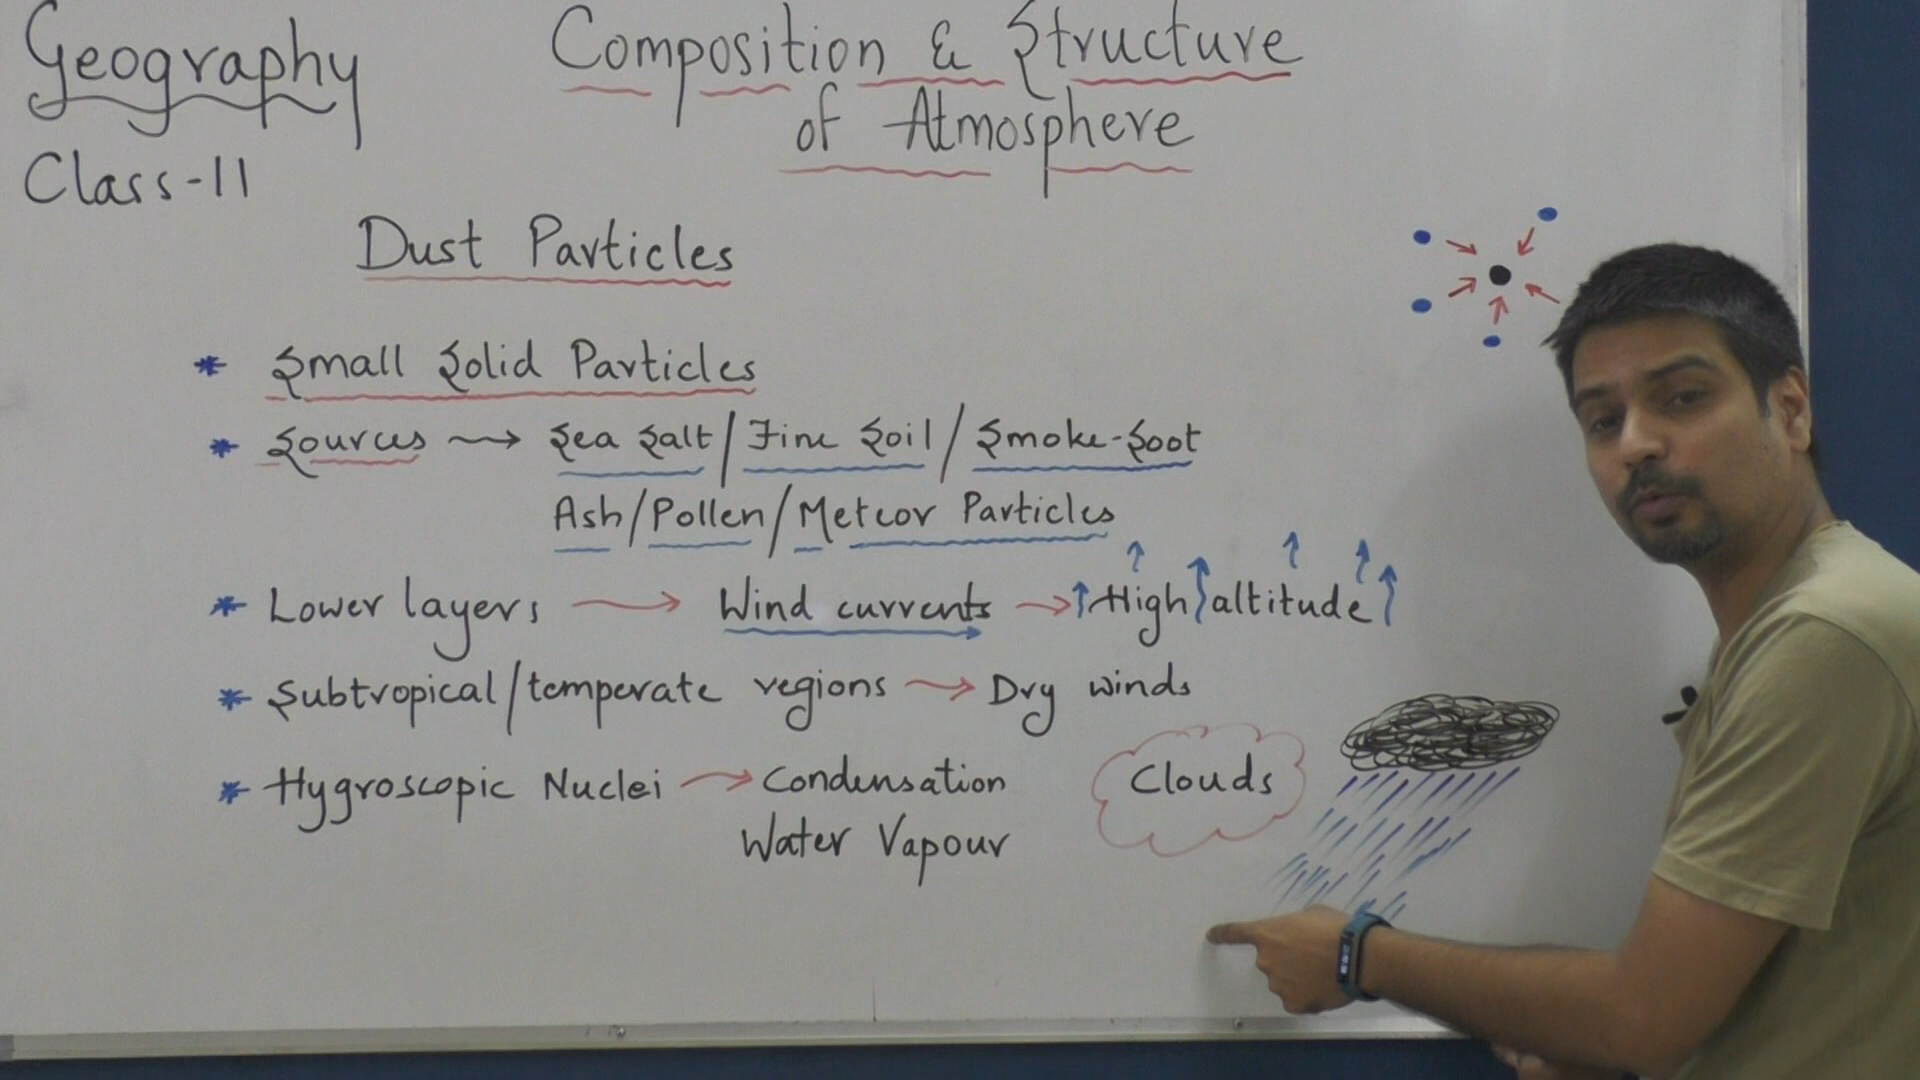 Geography
Class-11
Composition & Structure
of Atmosphere
Dust Particles
* Small Solid Particles
* Sources → Sea Salt / Fine Soil / Smoke-Soot
Ash / Pollen / Meteor Particles
* Lower layers → Wind currents → High altitude
* Subtropical / temperate regions → Dry winds
* Hygroscopic Nuclei → Condensation
Water Vapour
Clouds